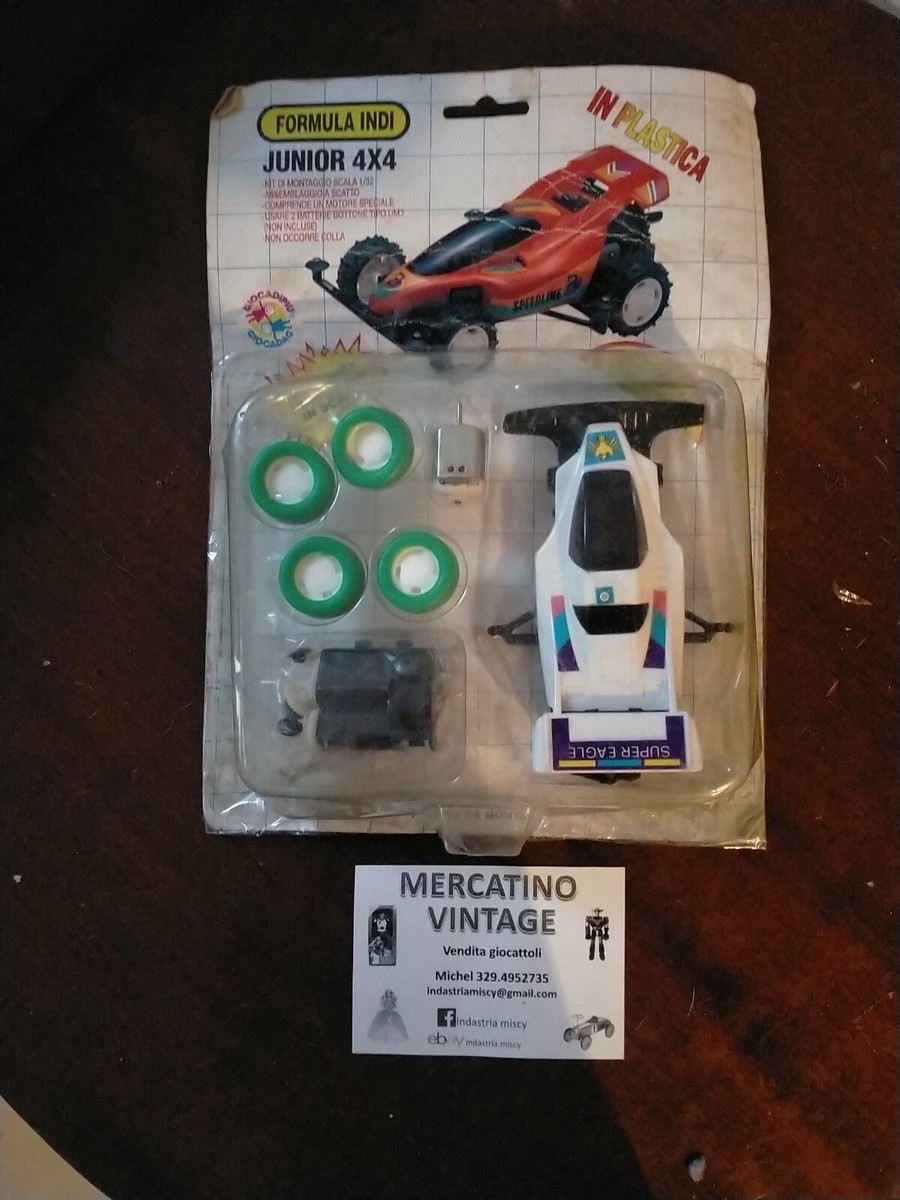 FORMULA INDI
JUNIOR 4X4
IN PLASTICA
-KIT DI MONTAGGIO SCALA 1/32
-ASSEMBLAGGIO A SCATTO
-COMPRENDE UN MOTORE SPECIALE
-USARE 2 BATTERIE BOTTONE TIPO UM3
(NON INCLUSE)
-NON OCCORRE COLLA
SPEEDLINE
GIOCADIPIU'
GIOCADAG
SUPER EAGLE
MERCATINO
VINTAGE
Vendita giocattoli
Michel 329.4952735
indastriamiscy@gmail.com
f indastria miscy
ebay indastria.miscy